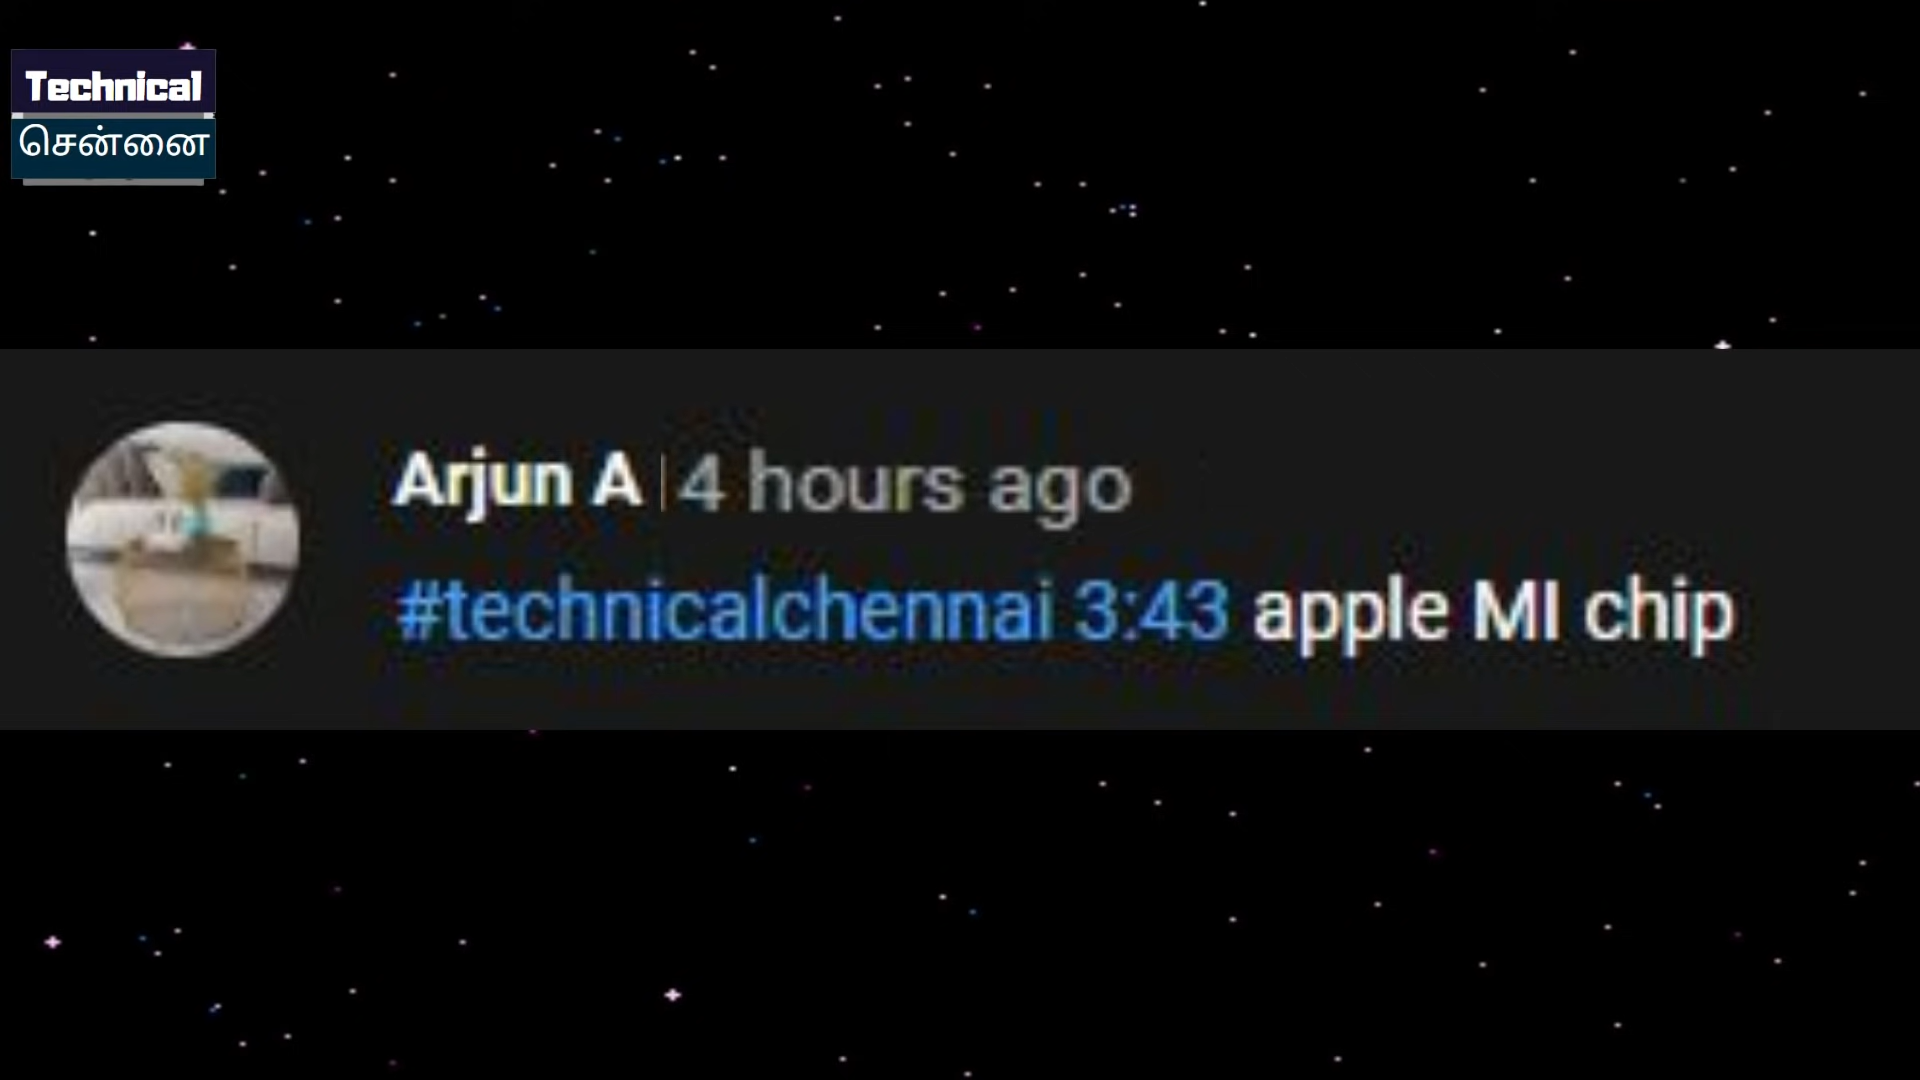 Technical
சென்னை
Arjun A 4 hours ago
#technicalchennai 3:43 apple MI chip